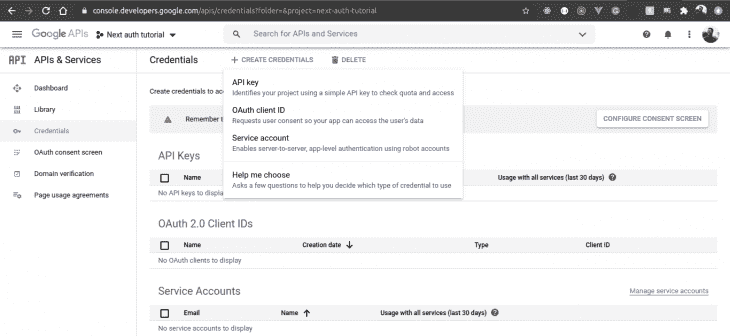 console.developers.google.com/apis/credentials?folder=&project=next-auth-tutorial
Google APIs
Next auth tutorial
Search for APIs and Services
API APIs & Services
Credentials
+ CREATE CREDENTIALS
DELETE
Dashboard
Library
Credentials
OAuth consent screen
Domain verification
Page usage agreements
Create credentials to
API key
Identifies your project using a simple API key to check quota and access
OAuth client ID
Requests user consent so your app can access the user's data
Service account
Enables server-to-server, app-level authentication using robot accounts
Help me choose
Asks a few questions to help you decide which type of credential to use
Remember
CONFIGURE CONSENT SCREEN
API Keys
Name
Usage with all services (last 30 days)
No API keys to display
OAuth 2.0 Client IDs
Name
Creation date
Type
Client ID
No OAuth clients to display
Service Accounts
Manage service accounts
Email
Name
Usage with all services (last 30 days)
No service accounts to display